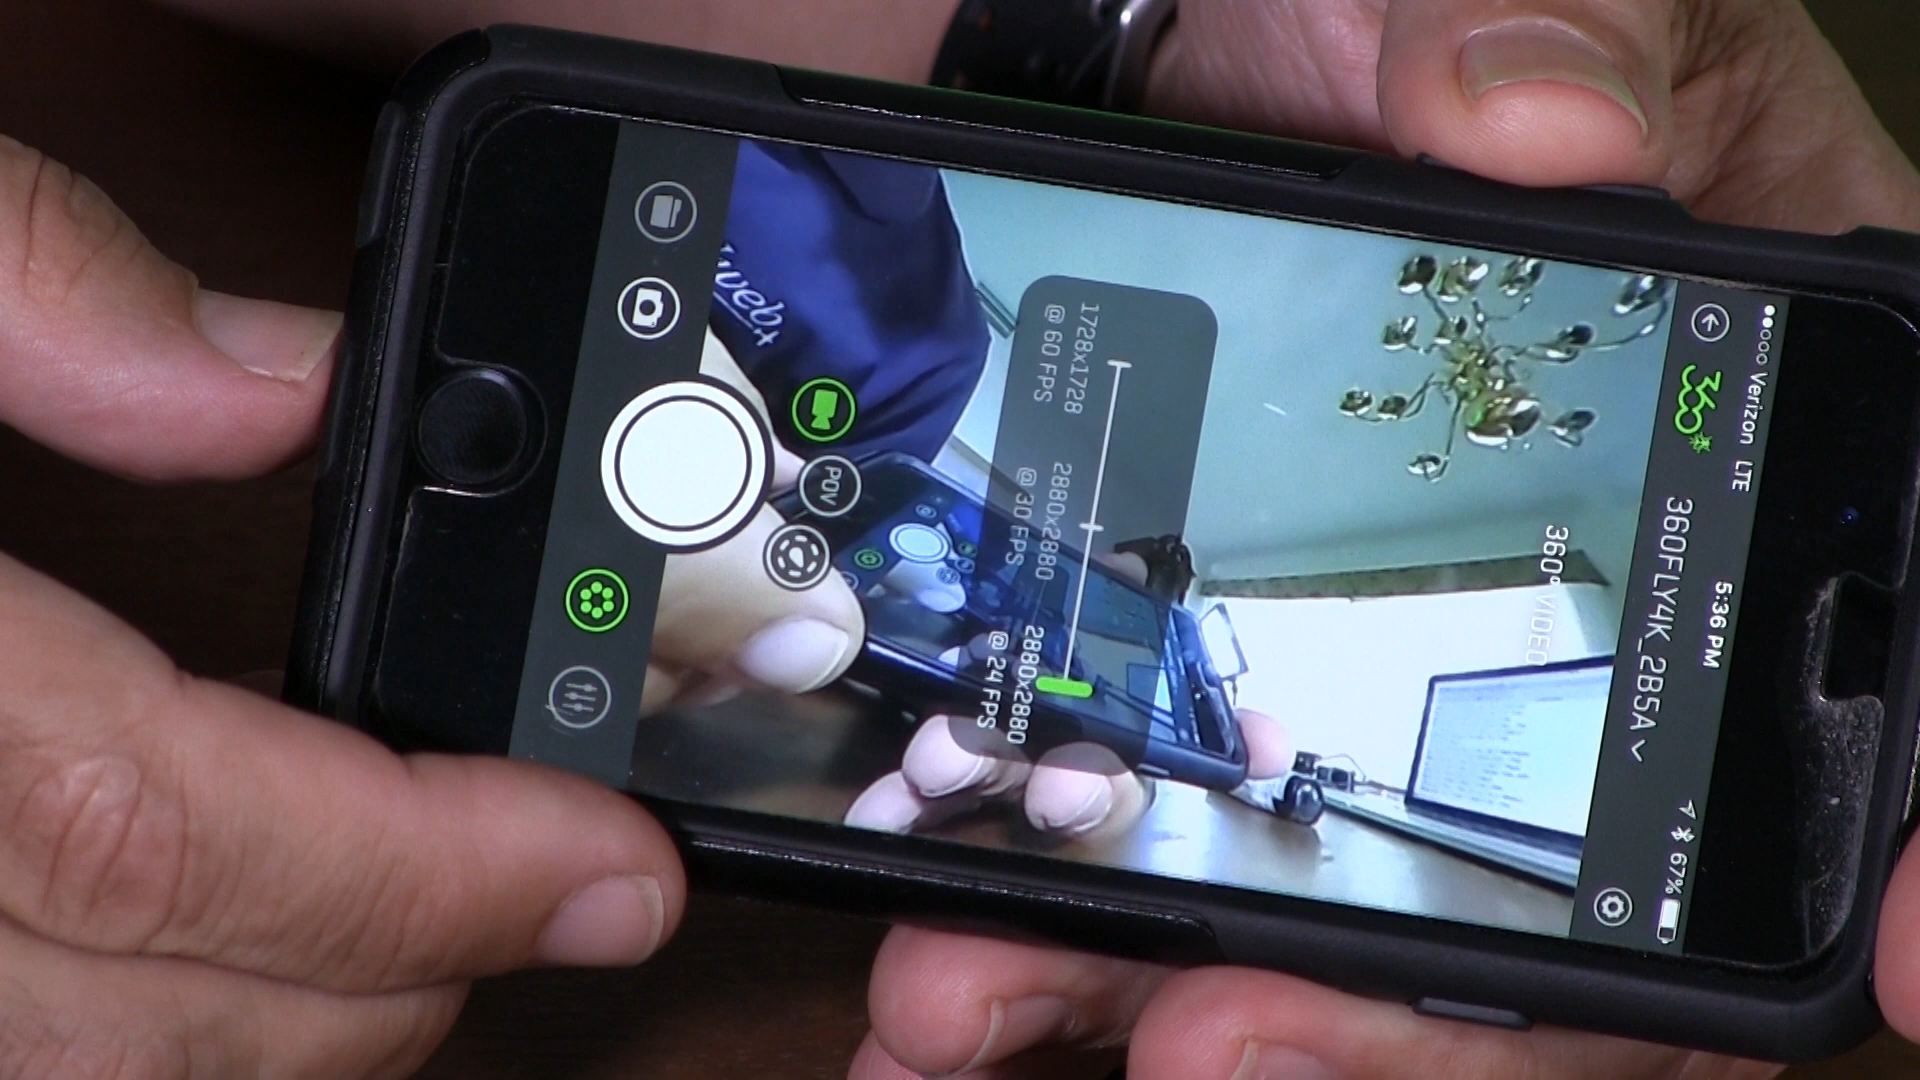 ●●○○○ Verizon LTE 5:36 PM 67%
360 360FLY4K_2B5A
360° VIDEO
1728x1728 @ 60 FPS
2880x2880 @ 30 FPS
2880x2880 @ 24 FPS
POV